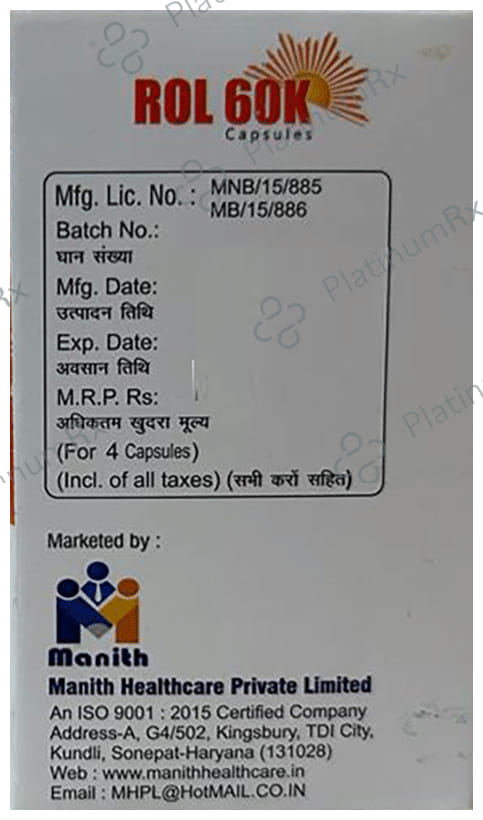 ROL 60K
Capsules
Mfg. Lic. No. : MNB/15/885
MB/15/886
Batch No.:
घान संख्या
Mfg. Date:
उत्पादन तिथि
Exp. Date:
अवसान तिथि
M.R.P. Rs:
अधिकतम खुदरा मूल्य
(For 4 Capsules)
(Incl. of all taxes) (सभी करों सहित)
Marketed by :
Manith
Manith Healthcare Private Limited
An ISO 9001 : 2015 Certified Company
Address-A, G4/502, Kingsbury, TDI City,
Kundli, Sonepat-Haryana (131028)
Web : www.manithhealthcare.in
Email : MHPL@HotMAIL.CO.IN
PlatinumRx
PlatinumRx